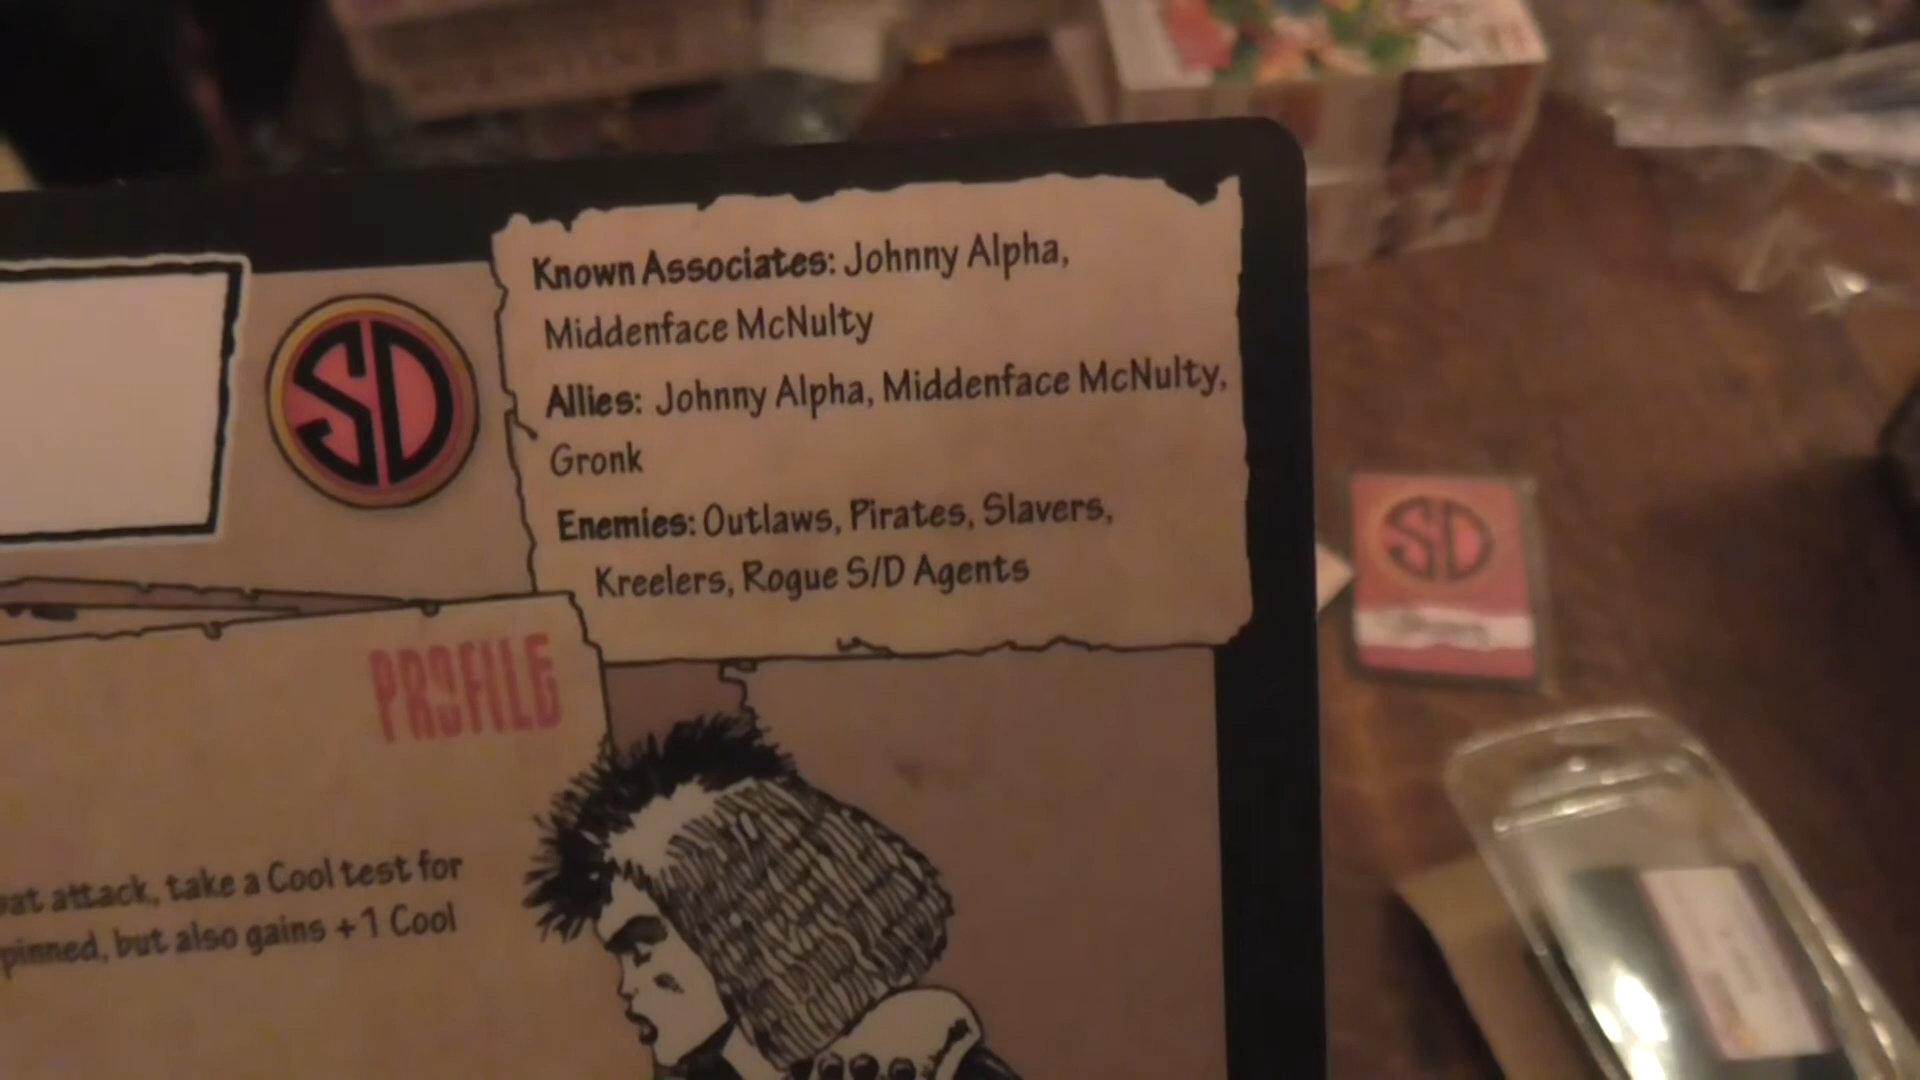 Known Associates: Johnny Alpha,
Middenface McNulty
Allies: Johnny Alpha, Middenface McNulty,
Gronk
Enemies: Outlaws, Pirates, Slavers,
Kreelers, Rogue S/D Agents
SD
PROFILE
attack, take a Cool test for
pinned, but also gains +1 Cool
SD